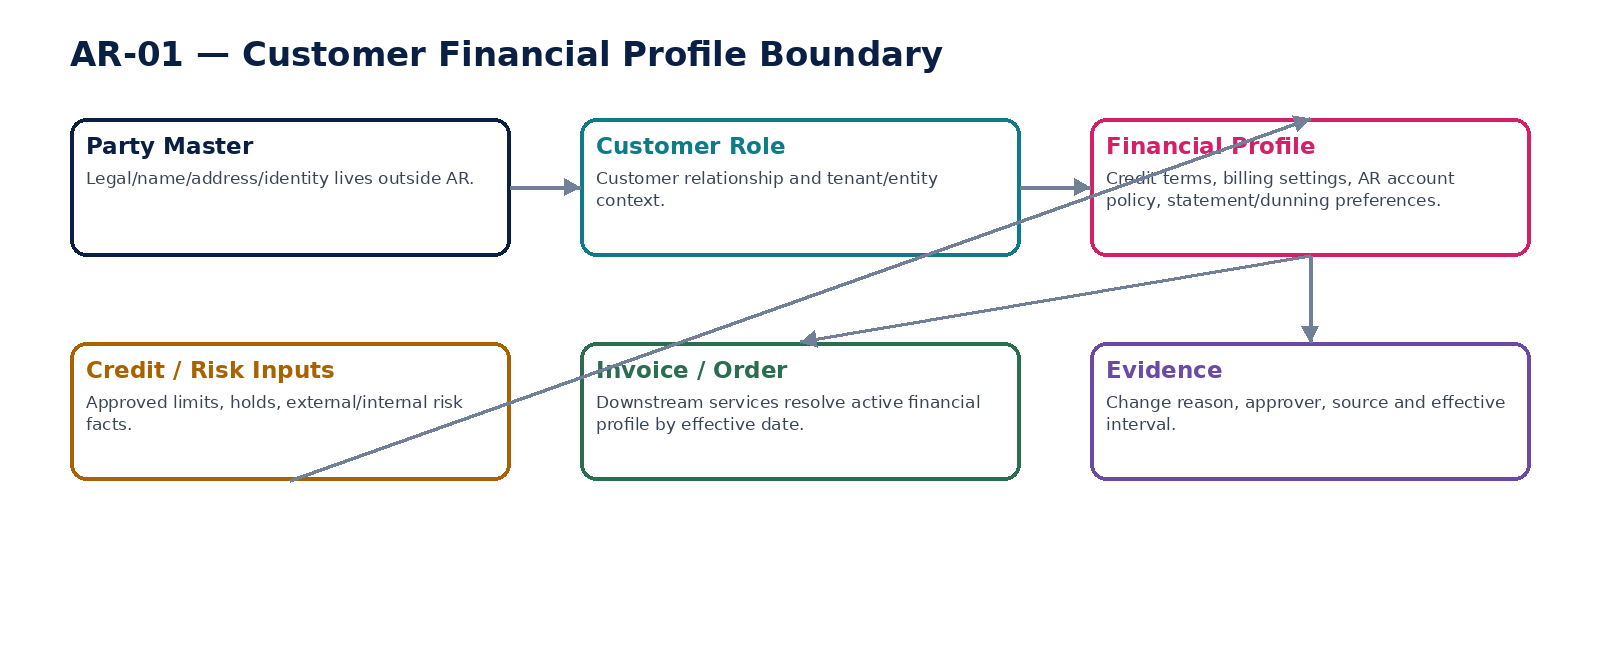 AR-01 — Customer Financial Profile Boundary
Party Master
Legal/name/address/identity lives outside AR.
Customer Role
Customer relationship and tenant/entity
context.
Financial Profile
Credit terms, billing settings, AR account
policy, statement/dunning preferences.
Credit / Risk Inputs
Approved limits, holds, external/internal risk
facts.
Invoice / Order
Downstream services resolve active financial
profile by effective date.
Evidence
Change reason, approver, source and effective
interval.